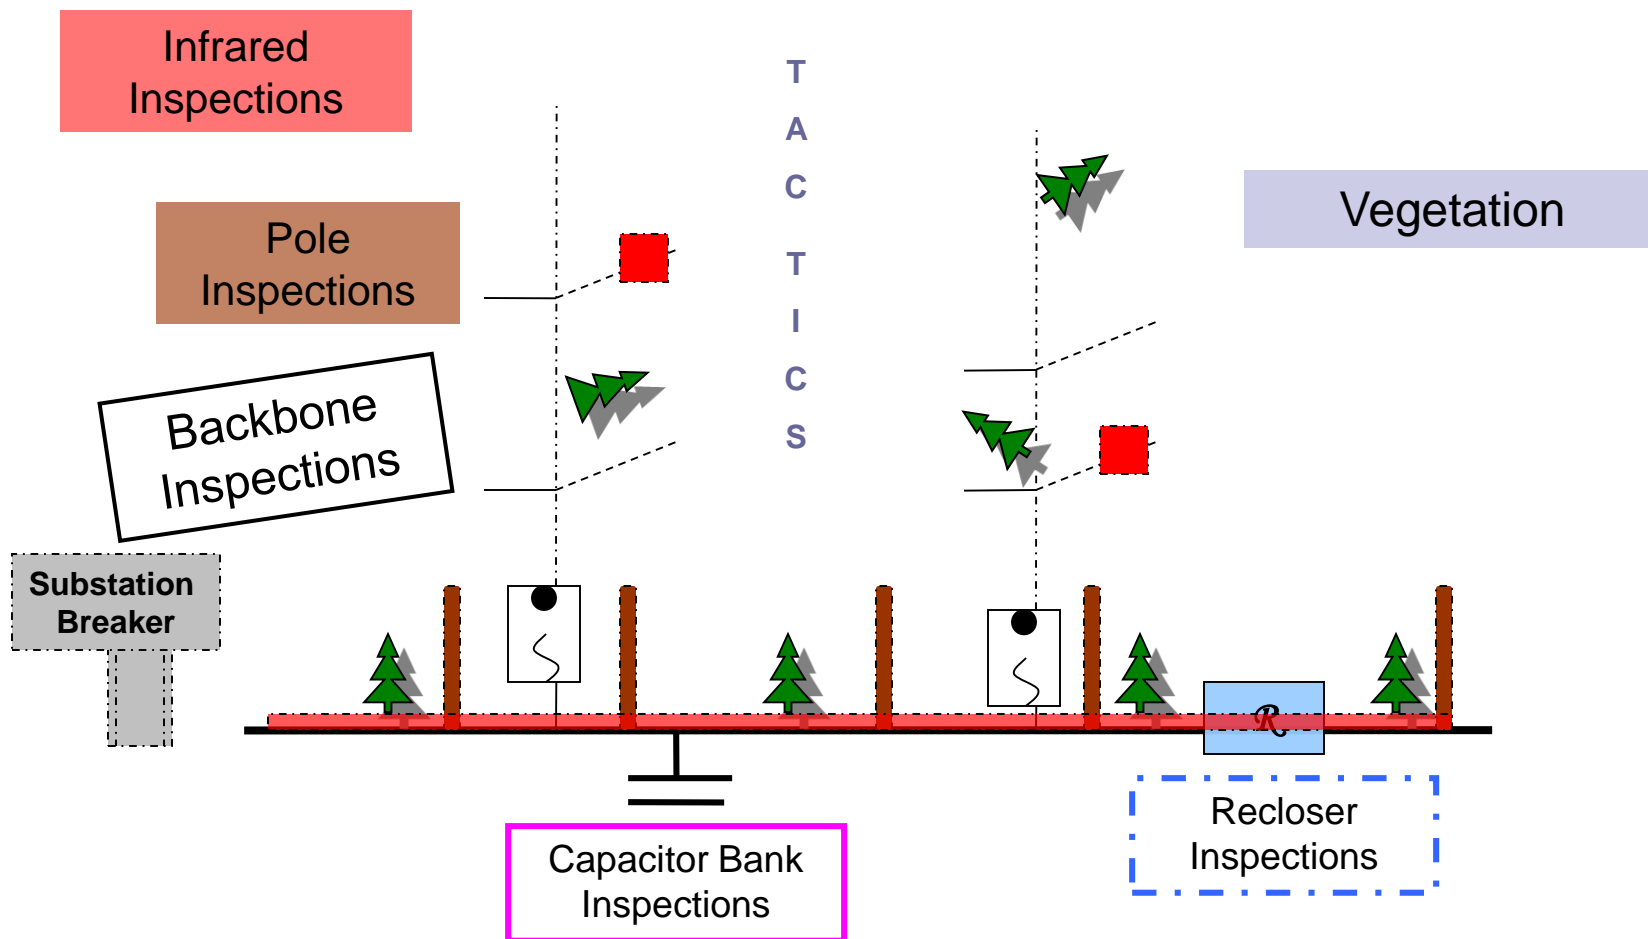 Infrared
Inspections
T
A
C
T
I
C
S
Pole
Inspections
Vegetation
Backbone
Inspections
Substation
Breaker
R
Capacitor Bank
Inspections
Recloser
Inspections